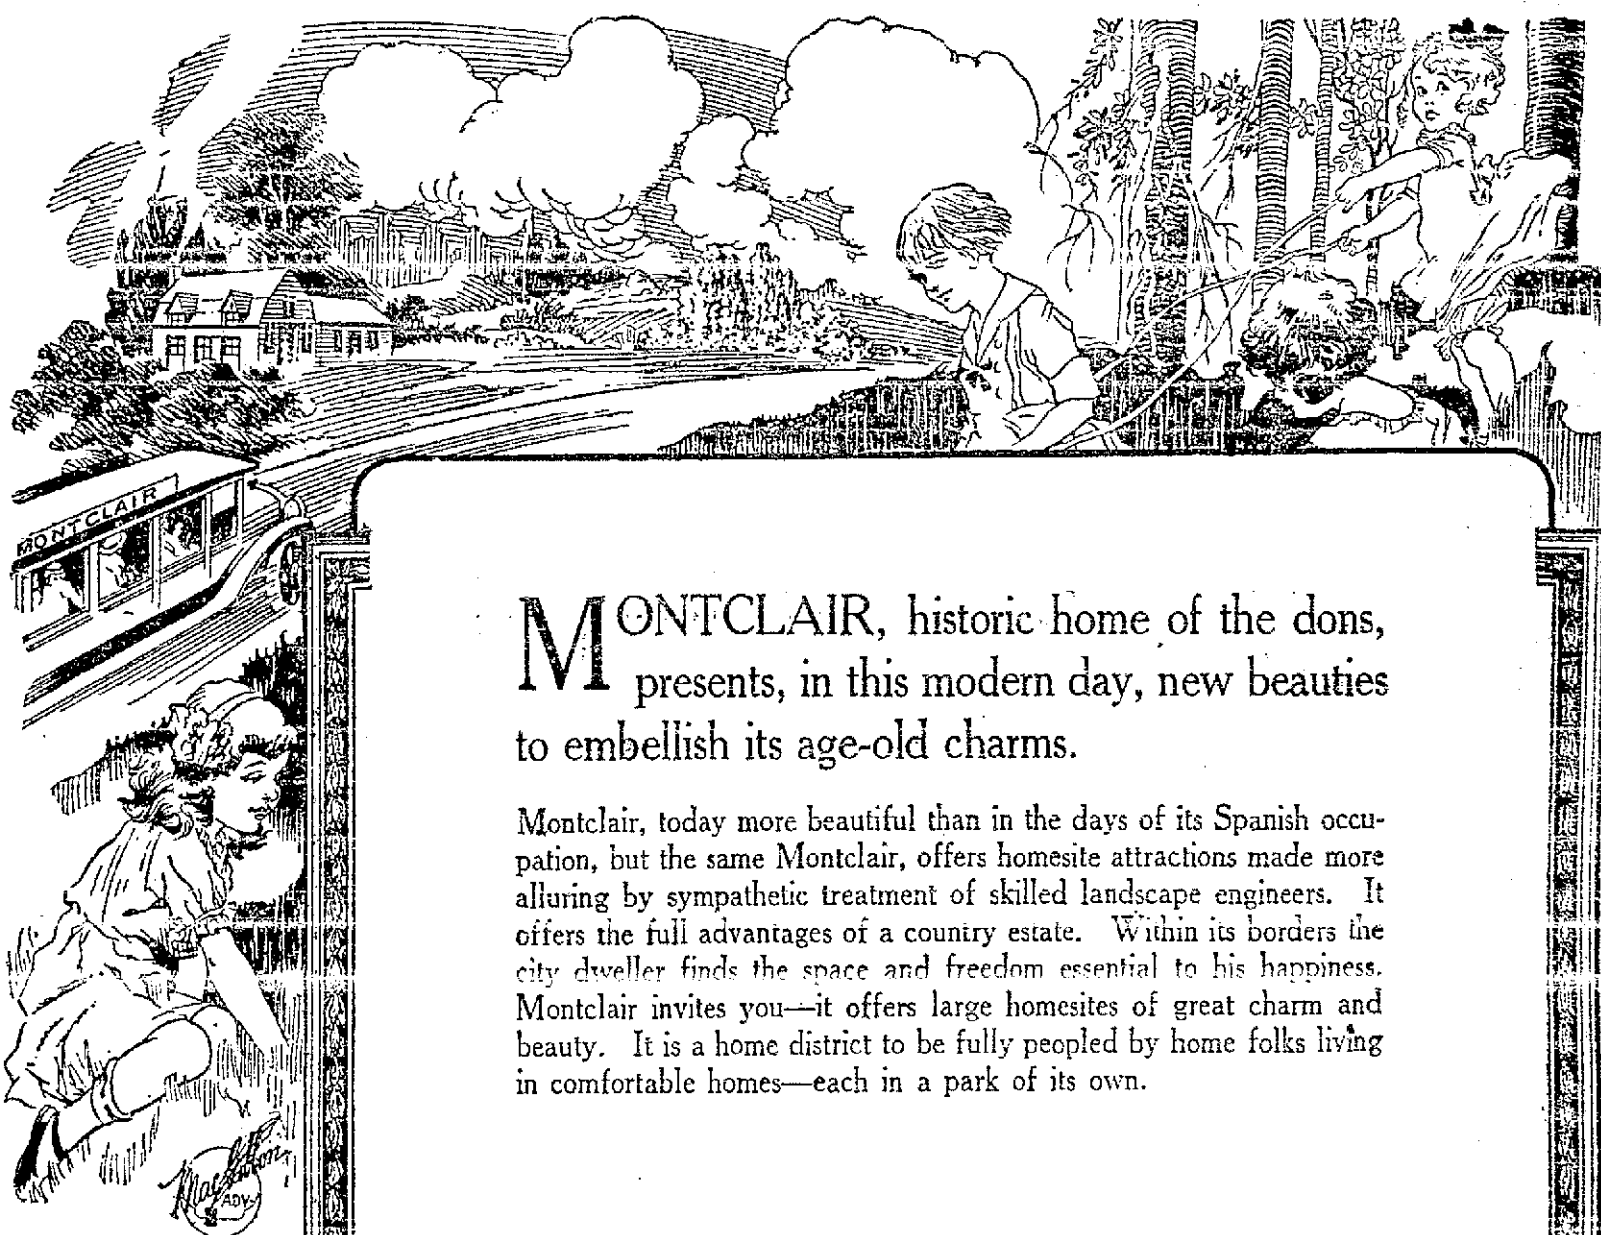 MONTCLAIR
MONTCLAIR, historic home of the dons,
presents, in this modern day, new beauties
to embellish its age-old charms.
Montclair, today more beautiful than in the days of its Spanish occu-
pation, but the same Montclair, offers homesite attractions made more
alluring by sympathetic treatment of skilled landscape engineers. It
offers the full advantages of a country estate. Within its borders the
city dweller finds the space and freedom essential to his happiness.
Montclair invites you—it offers large homesites of great charm and
beauty. It is a home district to be fully peopled by home folks living
in comfortable homes—each in a park of its own.
ADV.